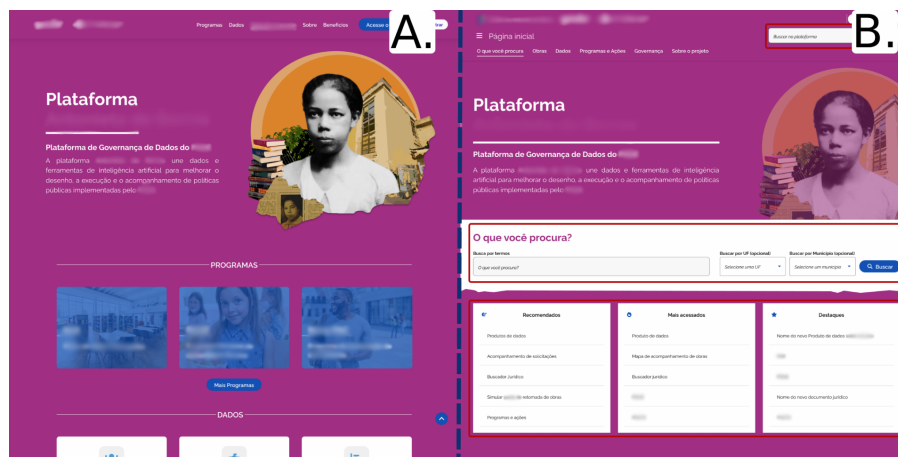 Programas Dados Sobre Benefícios Acesse o
A.
Plataforma
Plataforma de Governança de Dados do
A plataforma une dados e
ferramentas de inteligência artificial para melhorar o
desenho, a execução e o acompanhamento de políticas
públicas implementadas pelo
PROGRAMAS
Mais Programas
DADOS
B.
Página inicial
Buscar na plataforma
O que você procura Obras Dados Programas e Ações Governança Sobre o projeto
Plataforma
Plataforma de Governança de Dados do
A plataforma une dados e ferramentas de inteligência
artificial para melhorar o desenho, a execução e o acompanhamento de políticas
públicas implementadas pelo
O que você procura?
Busca por termos Buscar por UF (opcional) Buscar por Município (opcional)
O que você procura? Selecione uma UF Selecione um município Buscar
Recomendados Mais acessados Destaques
Produtos de dados Produto de dados Nome do novo Produto de dados
Acompanhamento de solicitações Mapa de acompanhamento de obras
Buscador Jurídico Buscador jurídico
Simular de retomada de obras Nome do novo documento jurídico
Programas e ações